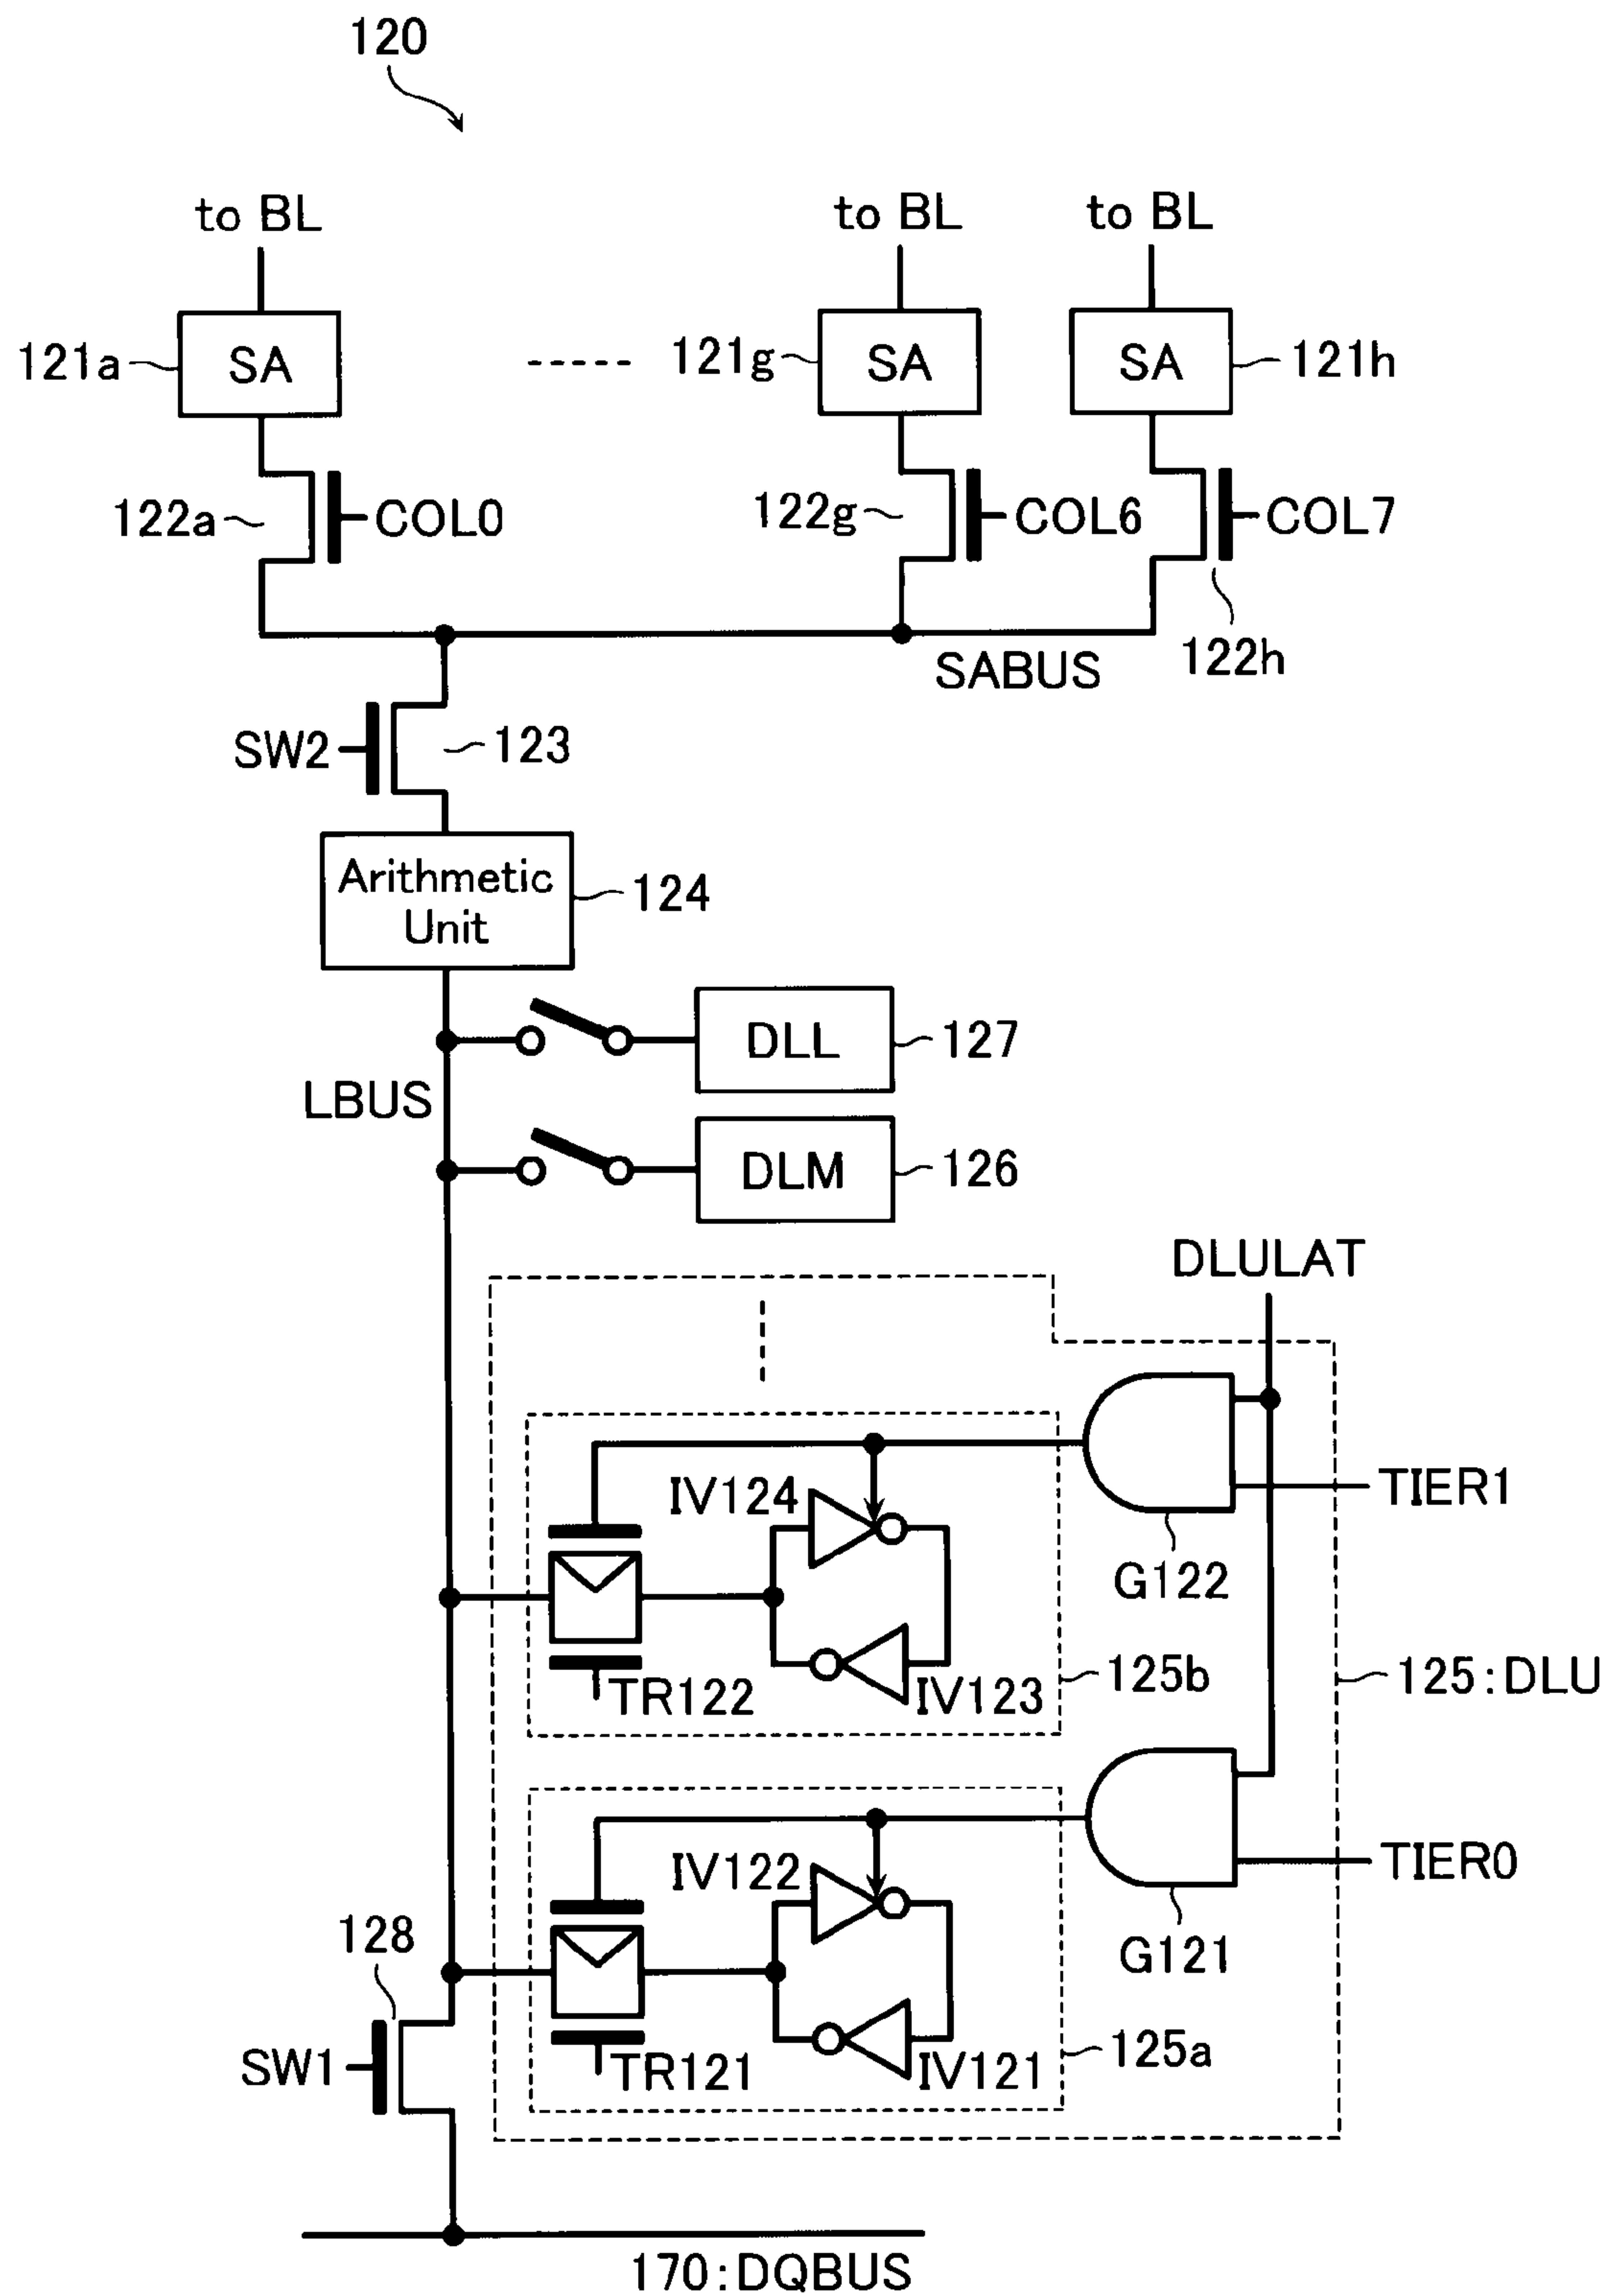 120
to BL
to BL
to BL
121a
SA
121g
SA
SA
121h
122a
COL0
122g
COL6
COL7
122h
SABUS
SW2
123
Arithmetic
Unit
124
DLL
127
LBUS
DLM
126
DLULAT
IV124
TIER1
G122
TR122
IV123
125b
125:DLU
IV122
TIER0
G121
128
SW1
TR121
IV121
125a
170:DQBUS